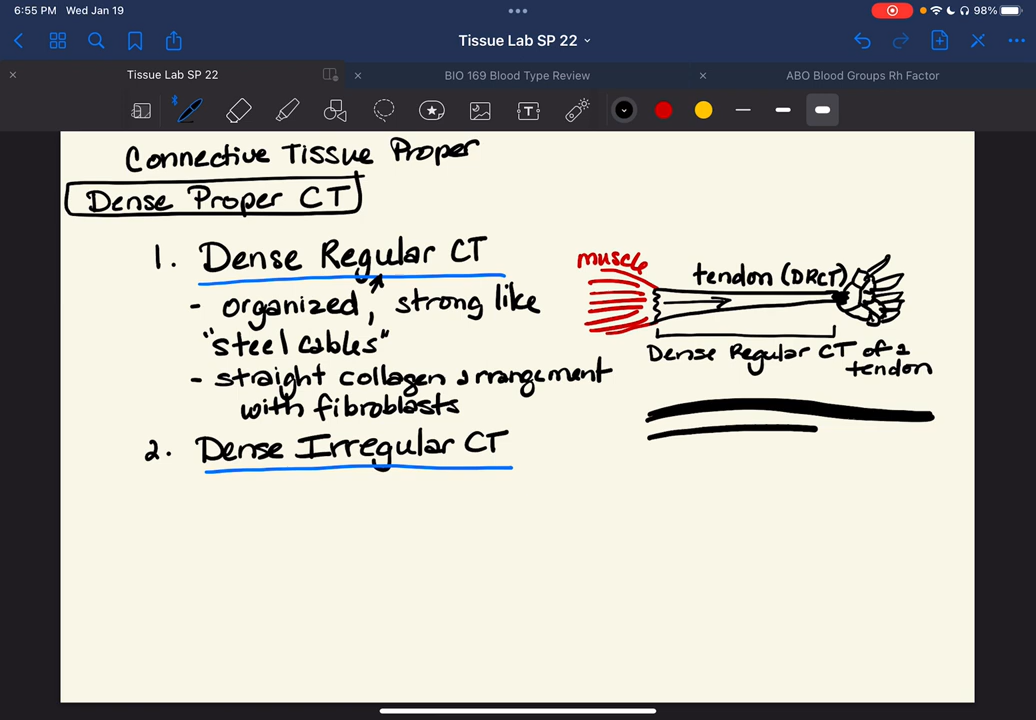 6:55 PM Wed Jan 19
98%
Tissue Lab SP 22
Tissue Lab SP 22
BIO 169 Blood Type Review
ABO Blood Groups Rh Factor
Connective Tissue Proper
Dense Proper CT
1. Dense Regular CT
- organized, strong like
"steel cables"
- straight collagen arrangement
with fibroblasts
2. Dense Irregular CT
muscle
tendon (DRCT)
Dense Regular CT of a
tendon